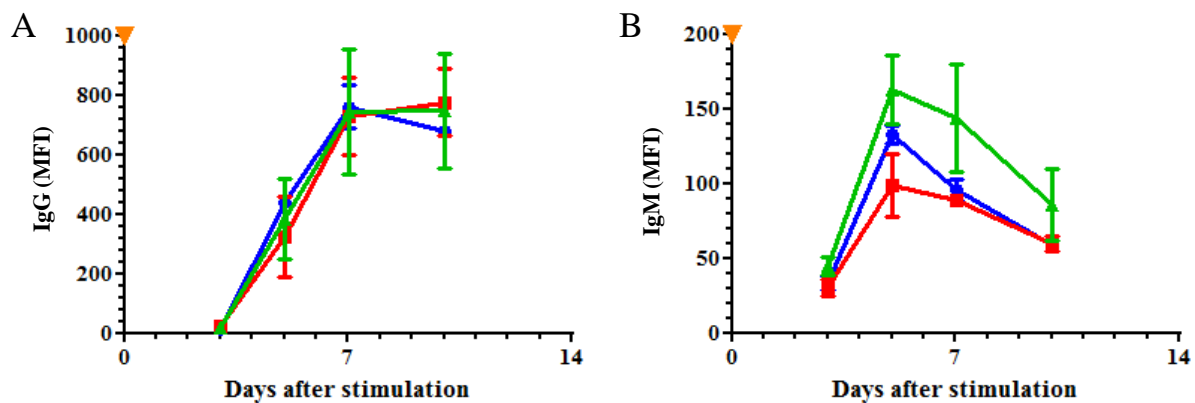 A
IgG (MFI)
1000
800
600
400
200
0
0 7 14
Days after stimulation
B
IgM (MFI)
200
150
100
50
0
0 7 14
Days after stimulation